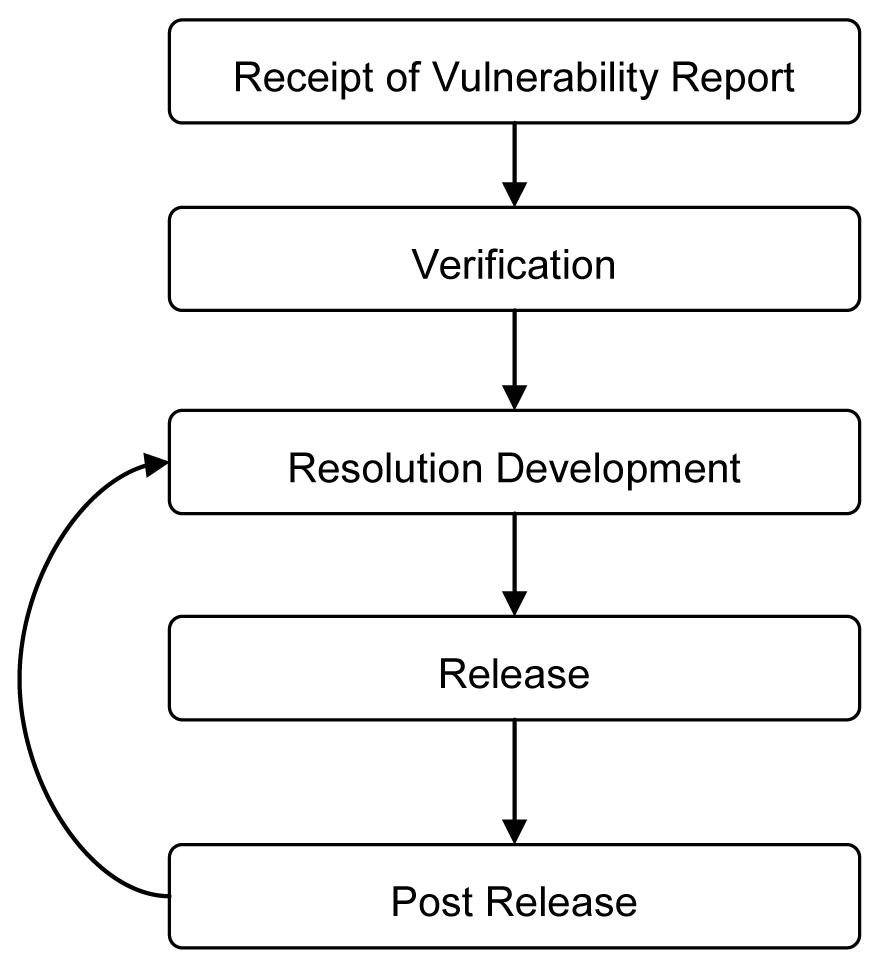 Receipt of Vulnerability Report
Verification
Resolution Development
Release
Post Release